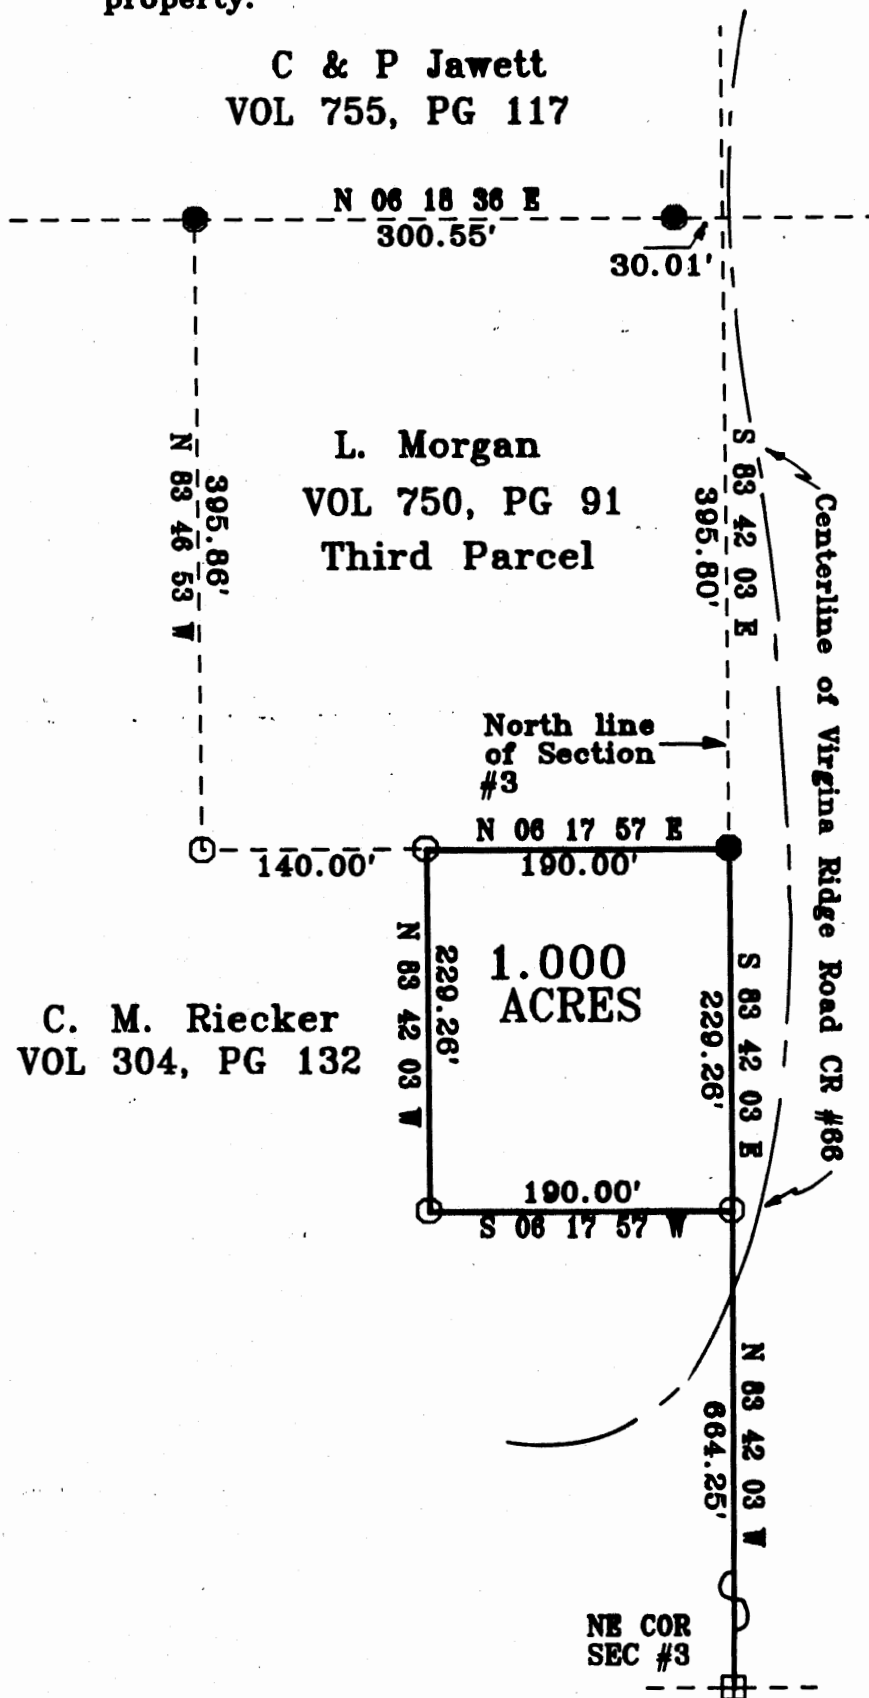 property.
C & P Jawett
VOL 755, PG 117
N 06 18 36 E
300.55'
30.01'
L. Morgan
VOL 750, PG 91
Third Parcel
N 83 46 53 W
395.86'
S 83 42 03 E
395.80'
Centerline of Virgina Ridge Road CR #66
North line
of Section
#3
N 06 17 57 E
190.00'
140.00'
1.000
ACRES
N 83 42 03 W
229.26'
S 83 42 03 E
229.26'
C. M. Riecker
VOL 304, PG 132
190.00'
S 06 17 57 W
N 83 42 03 W
664.25'
NE COR
SEC #3